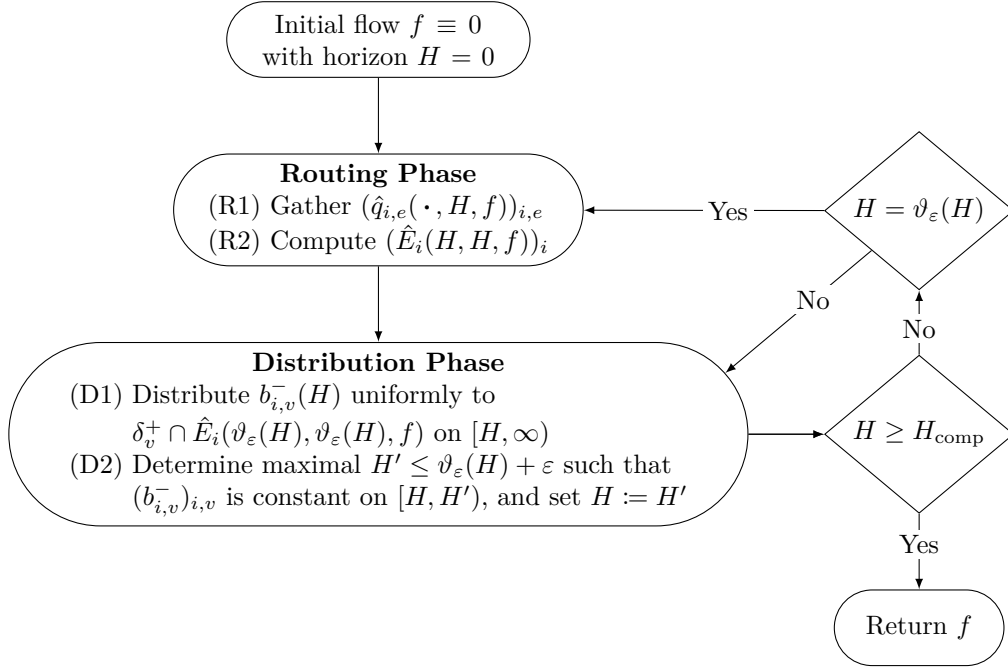 Initial flow f ≡ 0
with horizon H = 0
Routing Phase
(R1) Gather (q̂_{i,e}( · , H, f))_{i,e}
(R2) Compute (Ê_i(H, H, f))_i
H = ϑ_ε(H)
Yes
No
Distribution Phase
(D1) Distribute b^-_{i,v}(H) uniformly to
δ^+_v ∩ Ê_i(ϑ_ε(H), ϑ_ε(H), f) on [H, ∞)
(D2) Determine maximal H′ ≤ ϑ_ε(H) + ε such that
(b^-_{i,v})_{i,v} is constant on [H, H′), and set H := H′
No
H ≥ H_comp
Yes
Return f